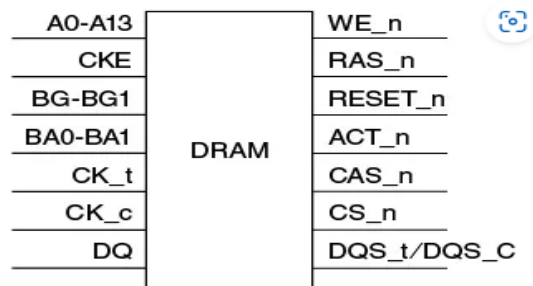 A0-A13
WE_n
CKE
RAS_n
BG-BG1
RESET_n
BA0-BA1
ACT_n
DRAM
CK_t
CAS_n
CK_c
CS_n
DQ
DQS_t/DQS_C